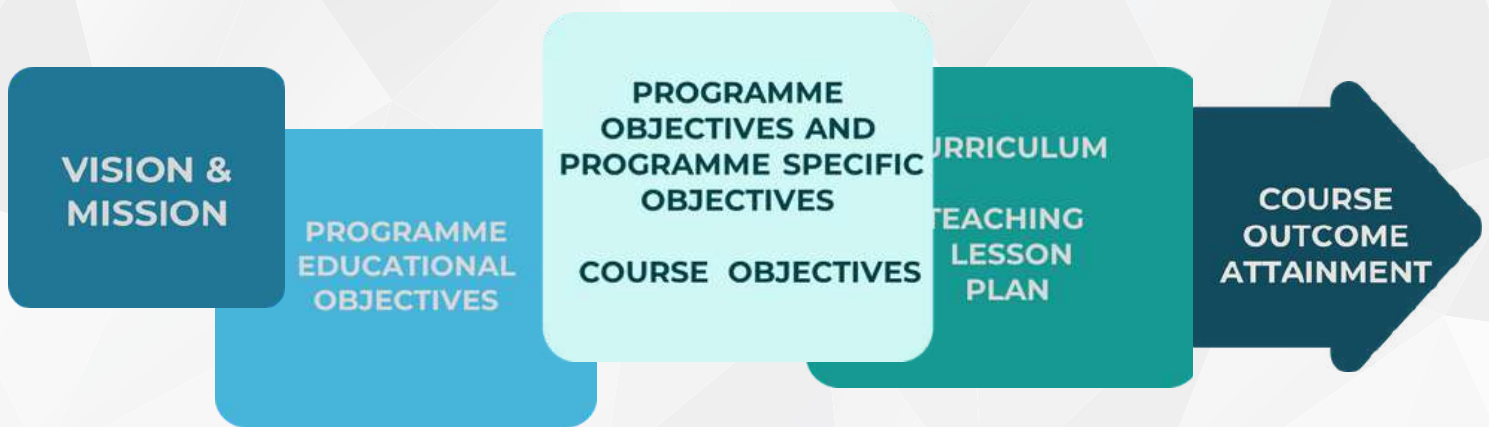 VISION &
MISSION
PROGRAMME
EDUCATIONAL
OBJECTIVES
PROGRAMME
OBJECTIVES AND
PROGRAMME SPECIFIC
OBJECTIVES
COURSE OBJECTIVES
URRICULUM
TEACHING
LESSON
PLAN
COURSE
OUTCOME
ATTAINMENT